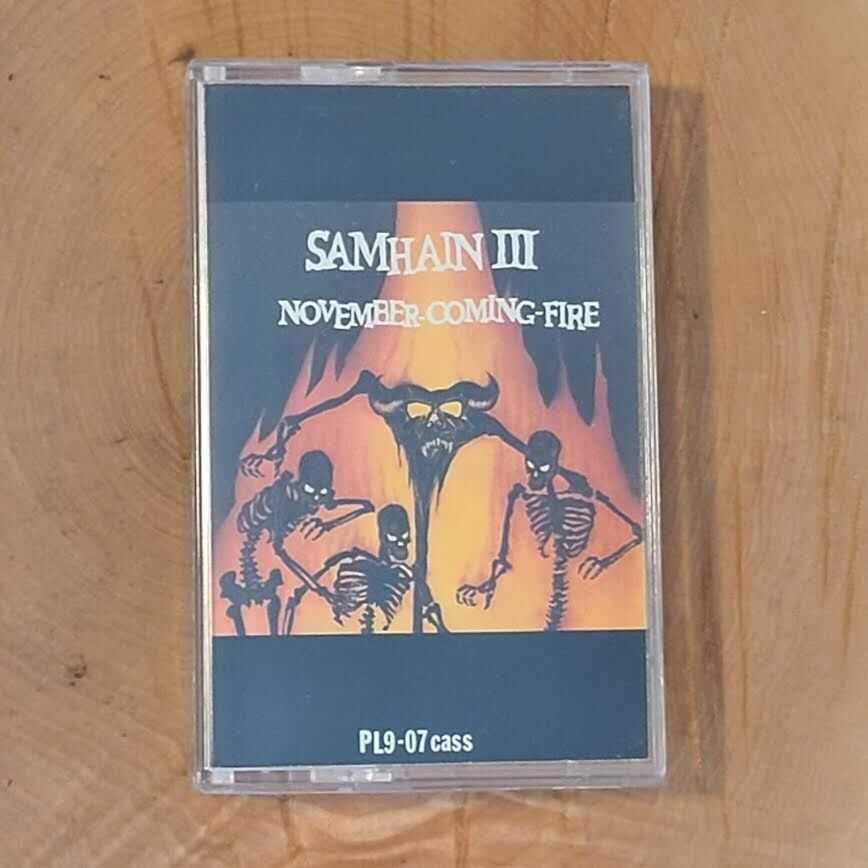 SAMHAIN III
NOVEMBER-COMING-FIRE
PL9-07 cass